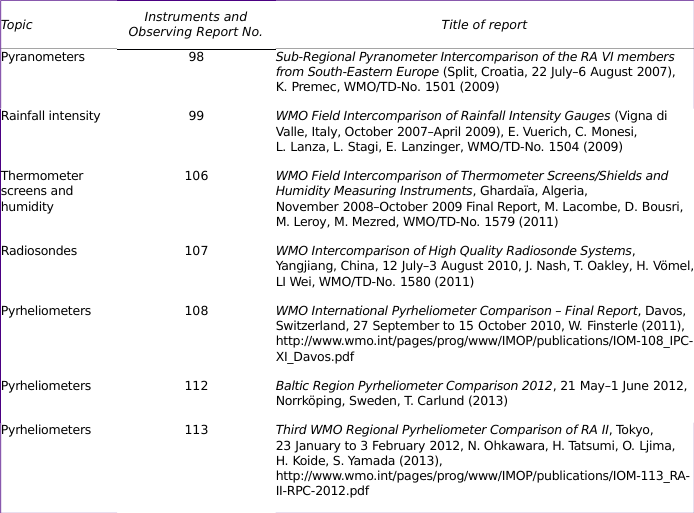 Topic Instruments and Observing Report No. Title of report
Pyranometers 98 Sub-Regional Pyranometer Intercomparison of the RA VI members
from South-Eastern Europe (Split, Croatia, 22 July–6 August 2007),
K. Premec, WMO/TD-No. 1501 (2009)
Rainfall intensity 99 WMO Field Intercomparison of Rainfall Intensity Gauges (Vigna di
Valle, Italy, October 2007–April 2009), E. Vuerich, C. Monesi,
L. Lanza, L. Stagi, E. Lanzinger, WMO/TD-No. 1504 (2009)
Thermometer 106 WMO Field Intercomparison of Thermometer Screens/Shields and
screens and Humidity Measuring Instruments, Ghardaïa, Algeria,
humidity November 2008–October 2009 Final Report, M. Lacombe, D. Bousri,
M. Leroy, M. Mezred, WMO/TD-No. 1579 (2011)
Radiosondes 107 WMO Intercomparison of High Quality Radiosonde Systems,
Yangjiang, China, 12 July–3 August 2010, J. Nash, T. Oakley, H. Vömel,
LI Wei, WMO/TD-No. 1580 (2011)
Pyrheliometers 108 WMO International Pyrheliometer Comparison – Final Report, Davos,
Switzerland, 27 September to 15 October 2010, W. Finsterle (2011),
http://www.wmo.int/pages/prog/www/IMOP/publications/IOM-108_IPC-
XI_Davos.pdf
Pyrheliometers 112 Baltic Region Pyrheliometer Comparison 2012, 21 May–1 June 2012,
Norrköping, Sweden, T. Carlund (2013)
Pyrheliometers 113 Third WMO Regional Pyrheliometer Comparison of RA II, Tokyo,
23 January to 3 February 2012, N. Ohkawara, H. Tatsumi, O. Ljima,
H. Koide, S. Yamada (2013),
http://www.wmo.int/pages/prog/www/IMOP/publications/IOM-113_RA-
II-RPC-2012.pdf